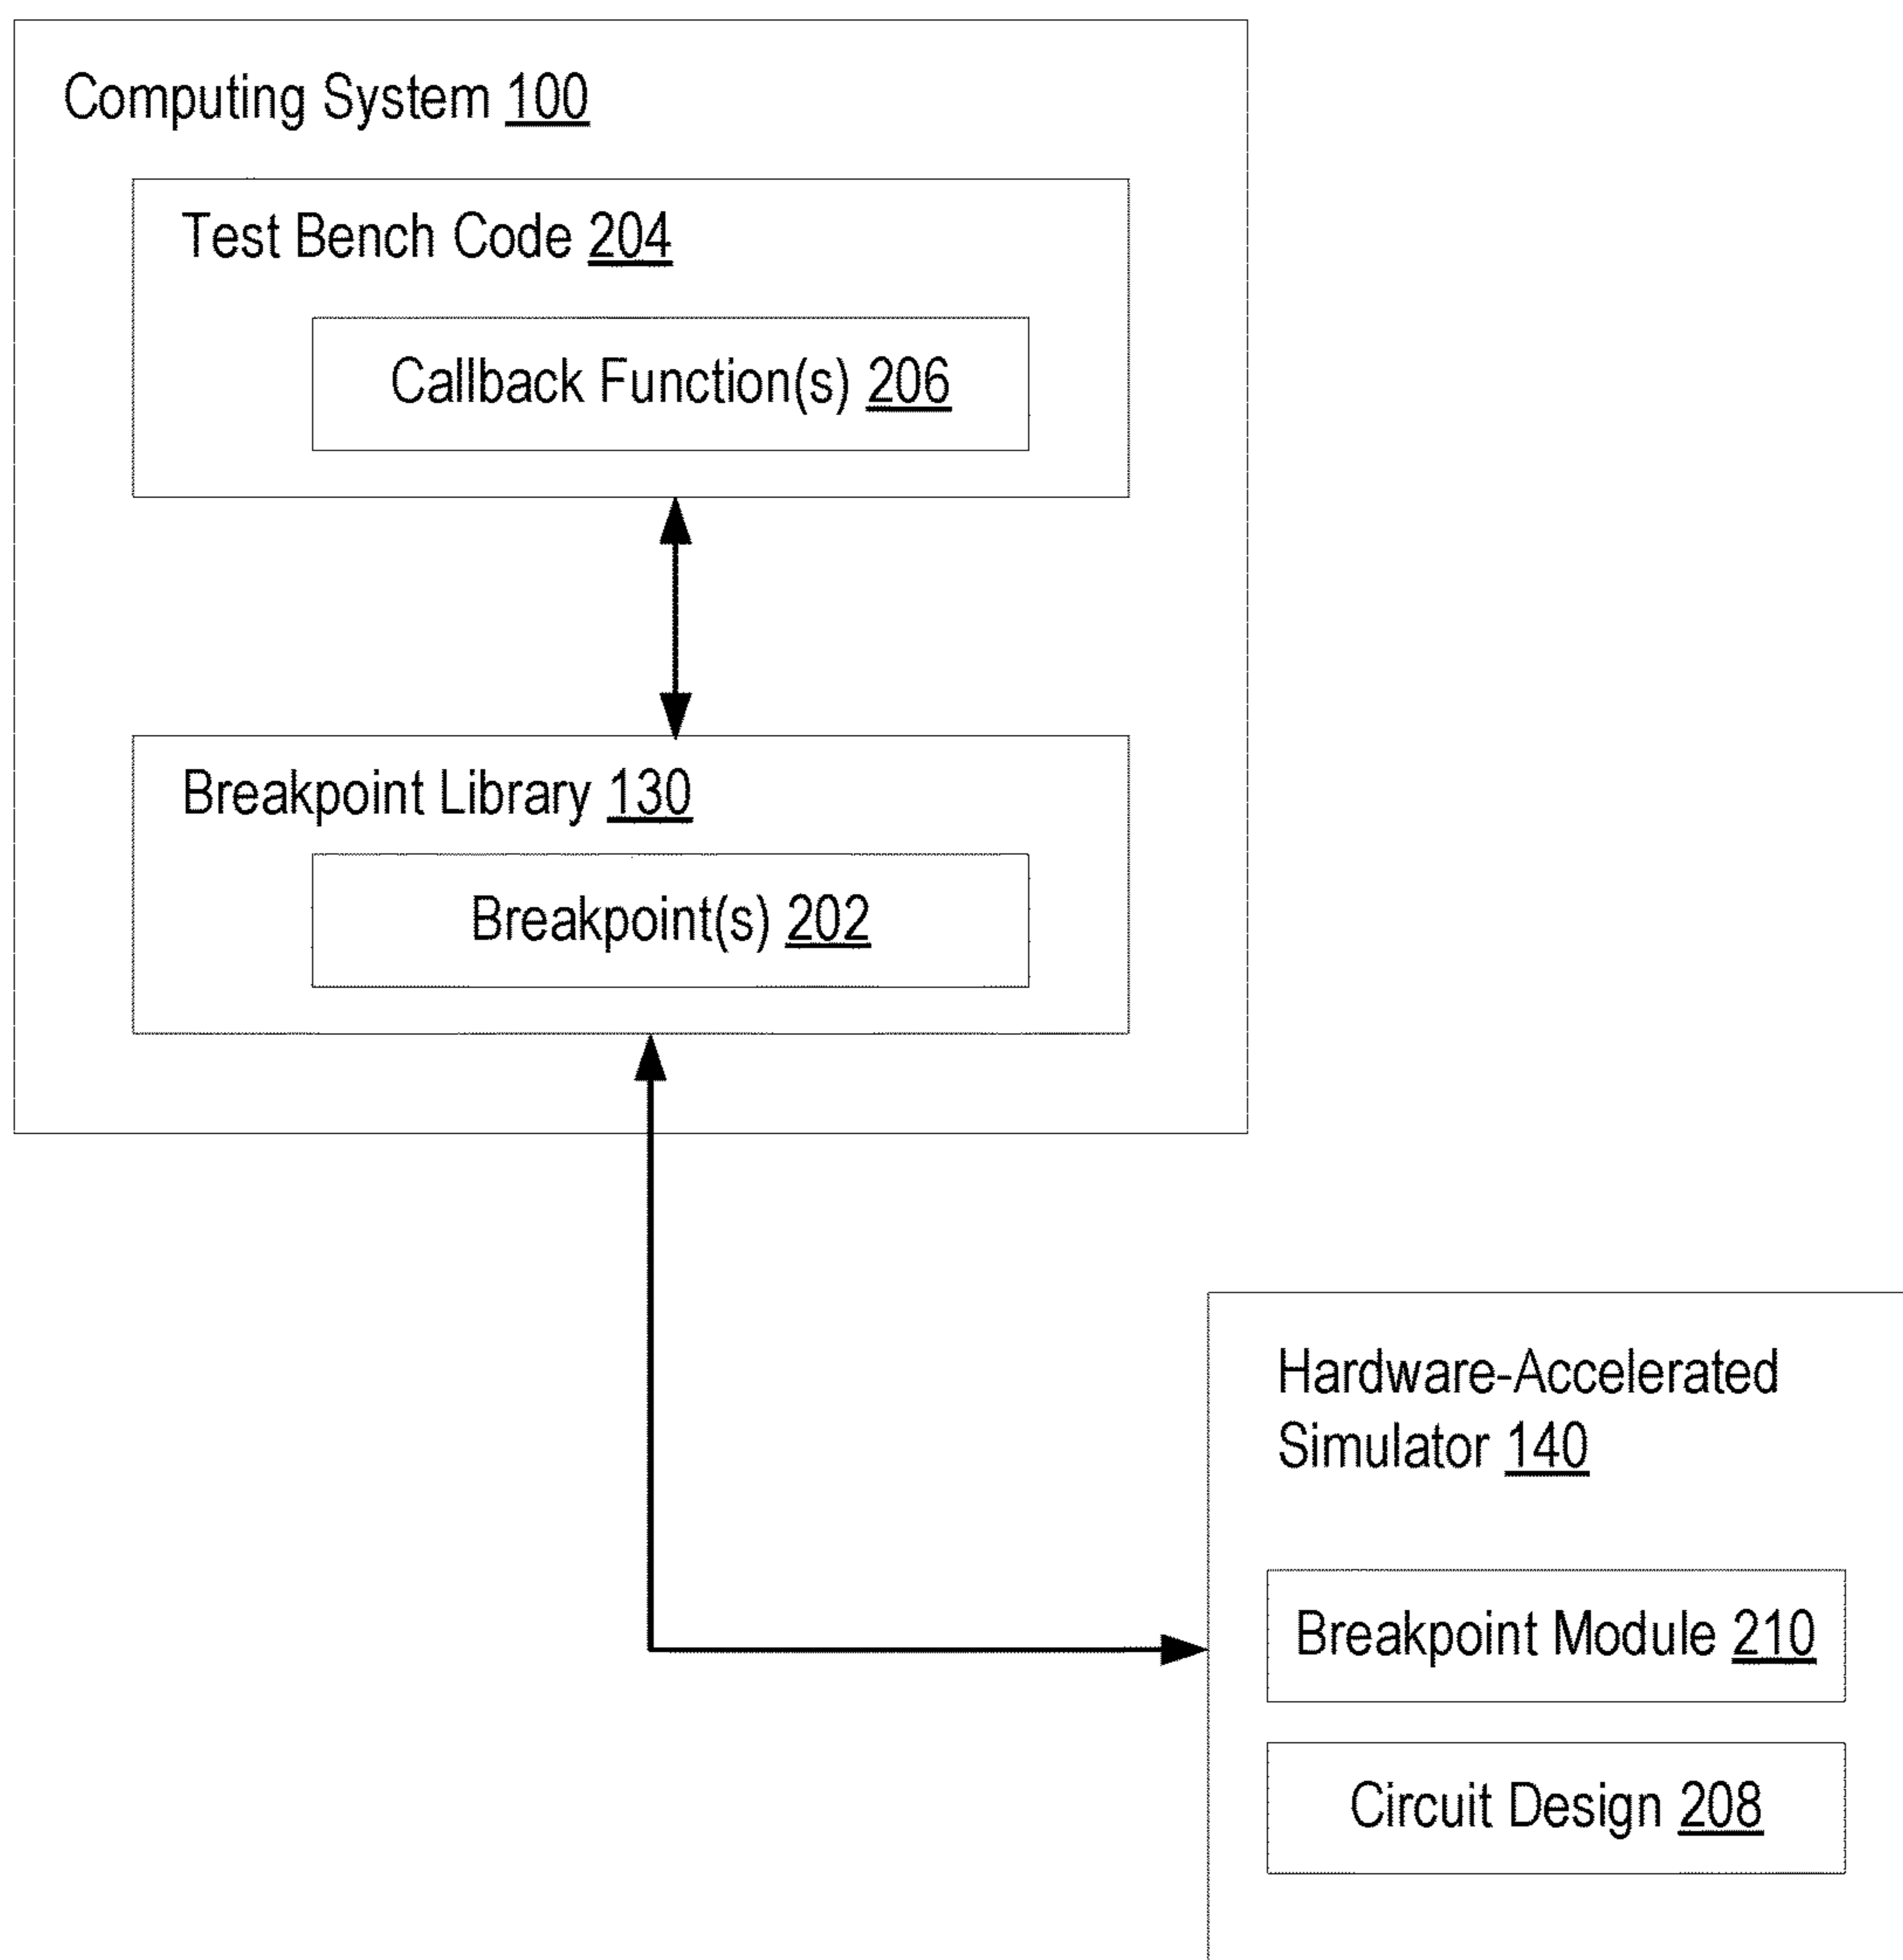 Computing System 100
Test Bench Code 204
Callback Function(s) 206
Breakpoint Library 130
Breakpoint(s) 202
Hardware-Accelerated
Simulator 140
Breakpoint Module 210
Circuit Design 208